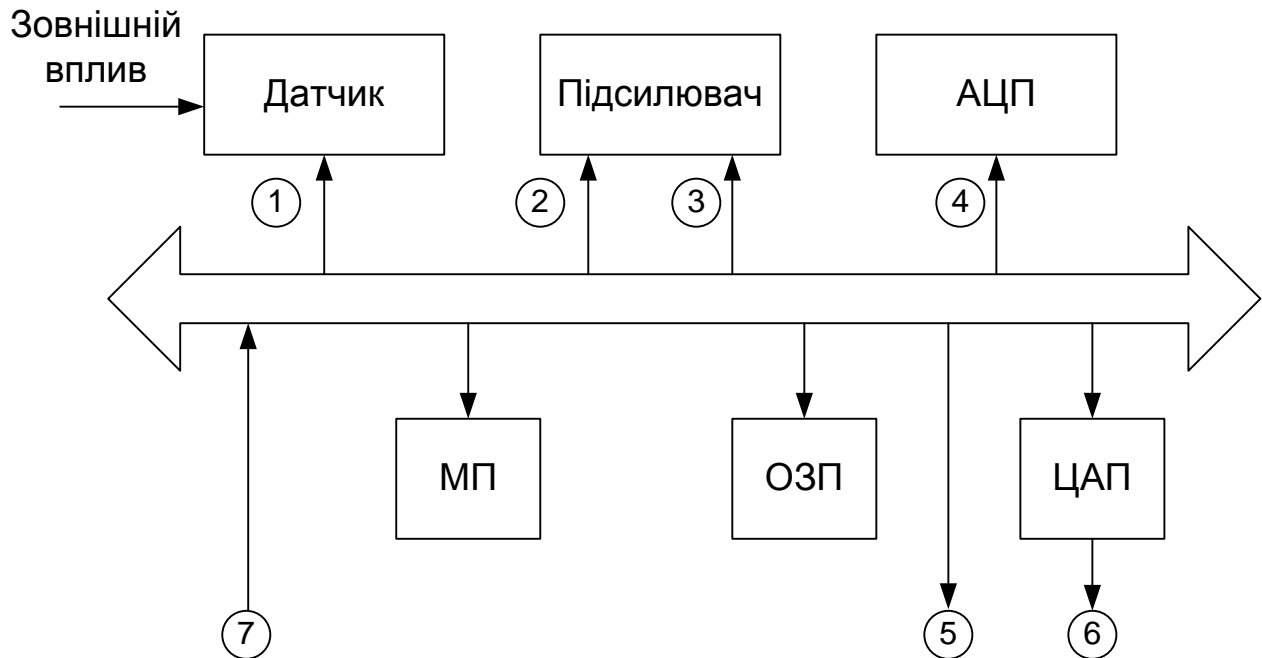 Зовнішній
вплив
Датчик
Підсилювач
АЦП
1
2
3
4
МП
ОЗП
ЦАП
7
5
6